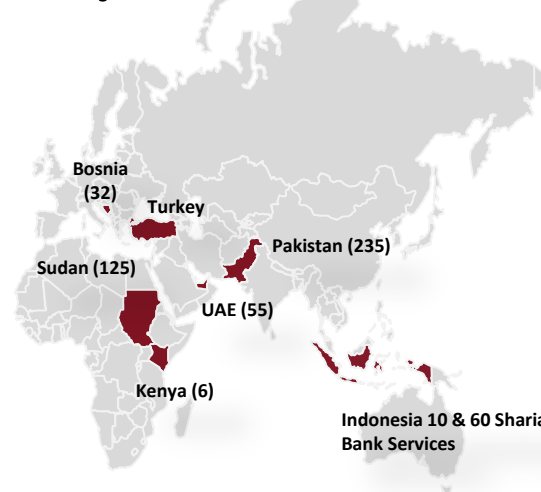 Bosnia
(32)
Turkey
Pakistan (235)
Sudan (125)
UAE (55)
Kenya (6)
Indonesia 10 & 60 Sharia
Bank Services